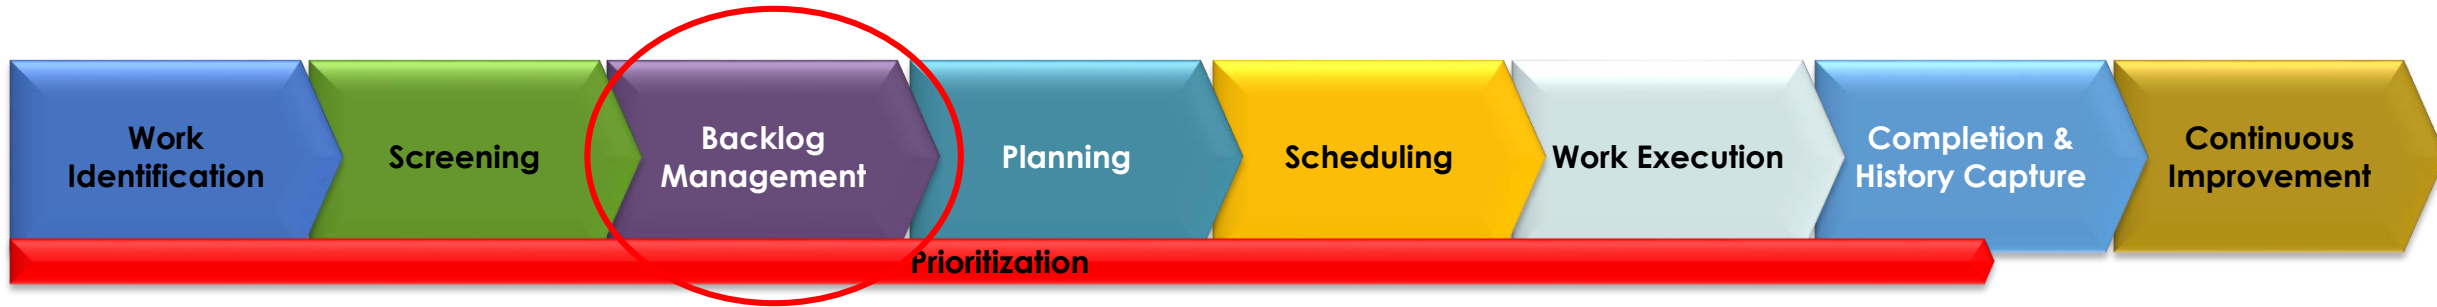 Work
Identification
Screening
Backlog
Management
Planning
Scheduling
Work Execution
Completion &
History Capture
Continuous
Improvement
Prioritization